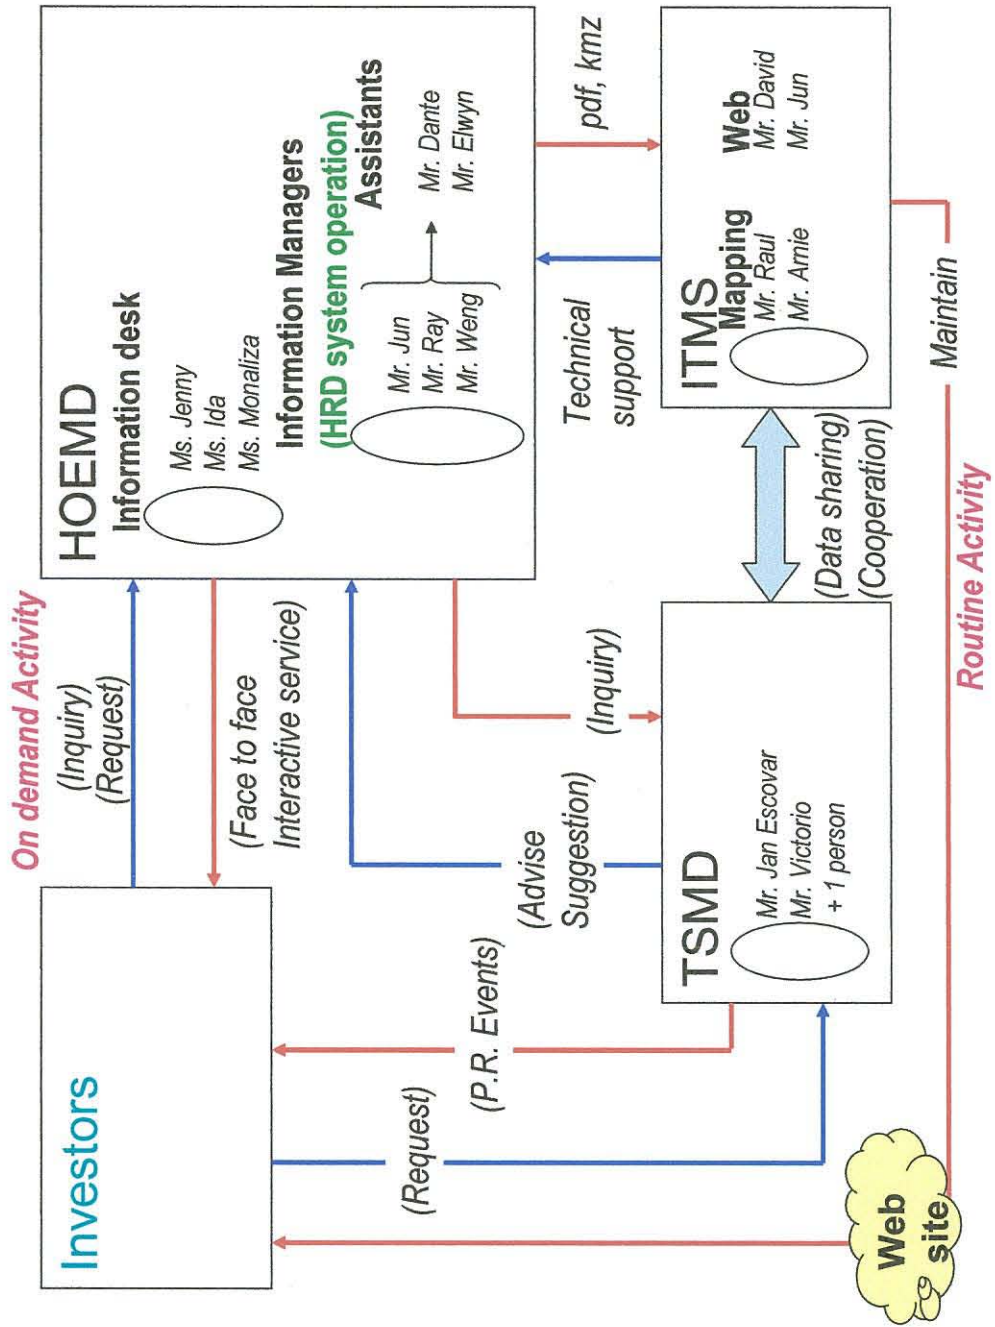 On demand Activity
Investors
(Inquiry)
(Request)
(Face to face
Interactive service)
HOEMD
Information desk
Ms. Jenny
Ms. Ida
Ms. Monaliza
Information Managers
(HRD system operation)
Assistants
Mr. Jun
Mr. Ray
Mr. Weng
Mr. Dante
Mr. Elwyn
(Request)
(P.R. Events)
(Advise
Suggestion)
(Inquiry)
Technical
support
pdf, kmz
TSMD
Mr. Jan Escovar
Mr. Victorio
+ 1 person
(Data sharing)
(Cooperation)
ITMS
Mapping
Mr. Raul
Mr. Arnie
Web
Mr. David
Mr. Jun
Web
site
Maintain
Routine Activity